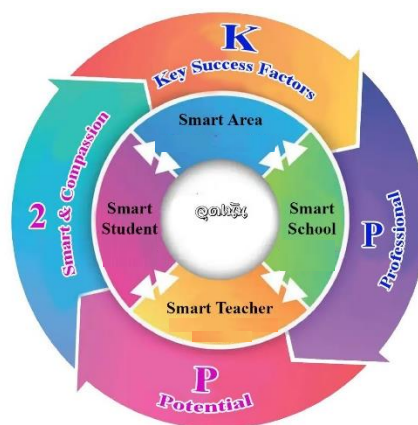 K
Key Success Factors
P
Professional
P
Potential
2
Smart & Compassion
Smart Area
Smart
School
Smart Teacher
Smart
Student